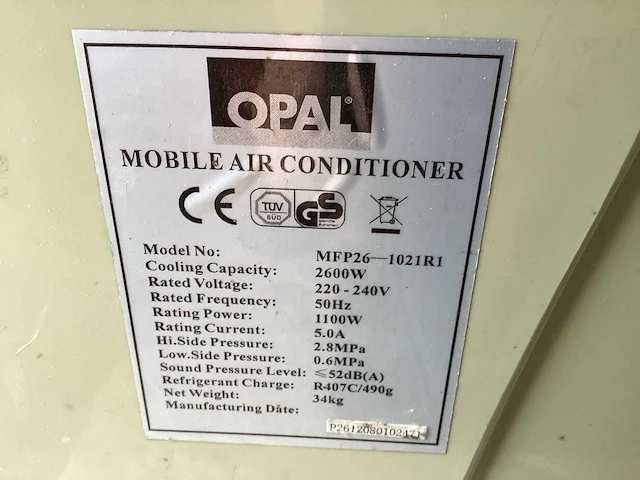 OPAL®
MOBILE AIR CONDITIONER
CE TÜV SÜD GS
Model No: MFP26—1021R1
Cooling Capacity: 2600W
Rated Voltage: 220-240V
Rated Frequency: 50Hz
Rating Power: 1100W
Rating Current: 5.0A
Hi.Side Pressure: 2.8MPa
Low.Side Pressure: 0.6MPa
Sound Pressure Level: ≤52dB(A)
Refrigerant Charge: R407C/490g
Net Weight: 34kg
Manufacturing Dâte: